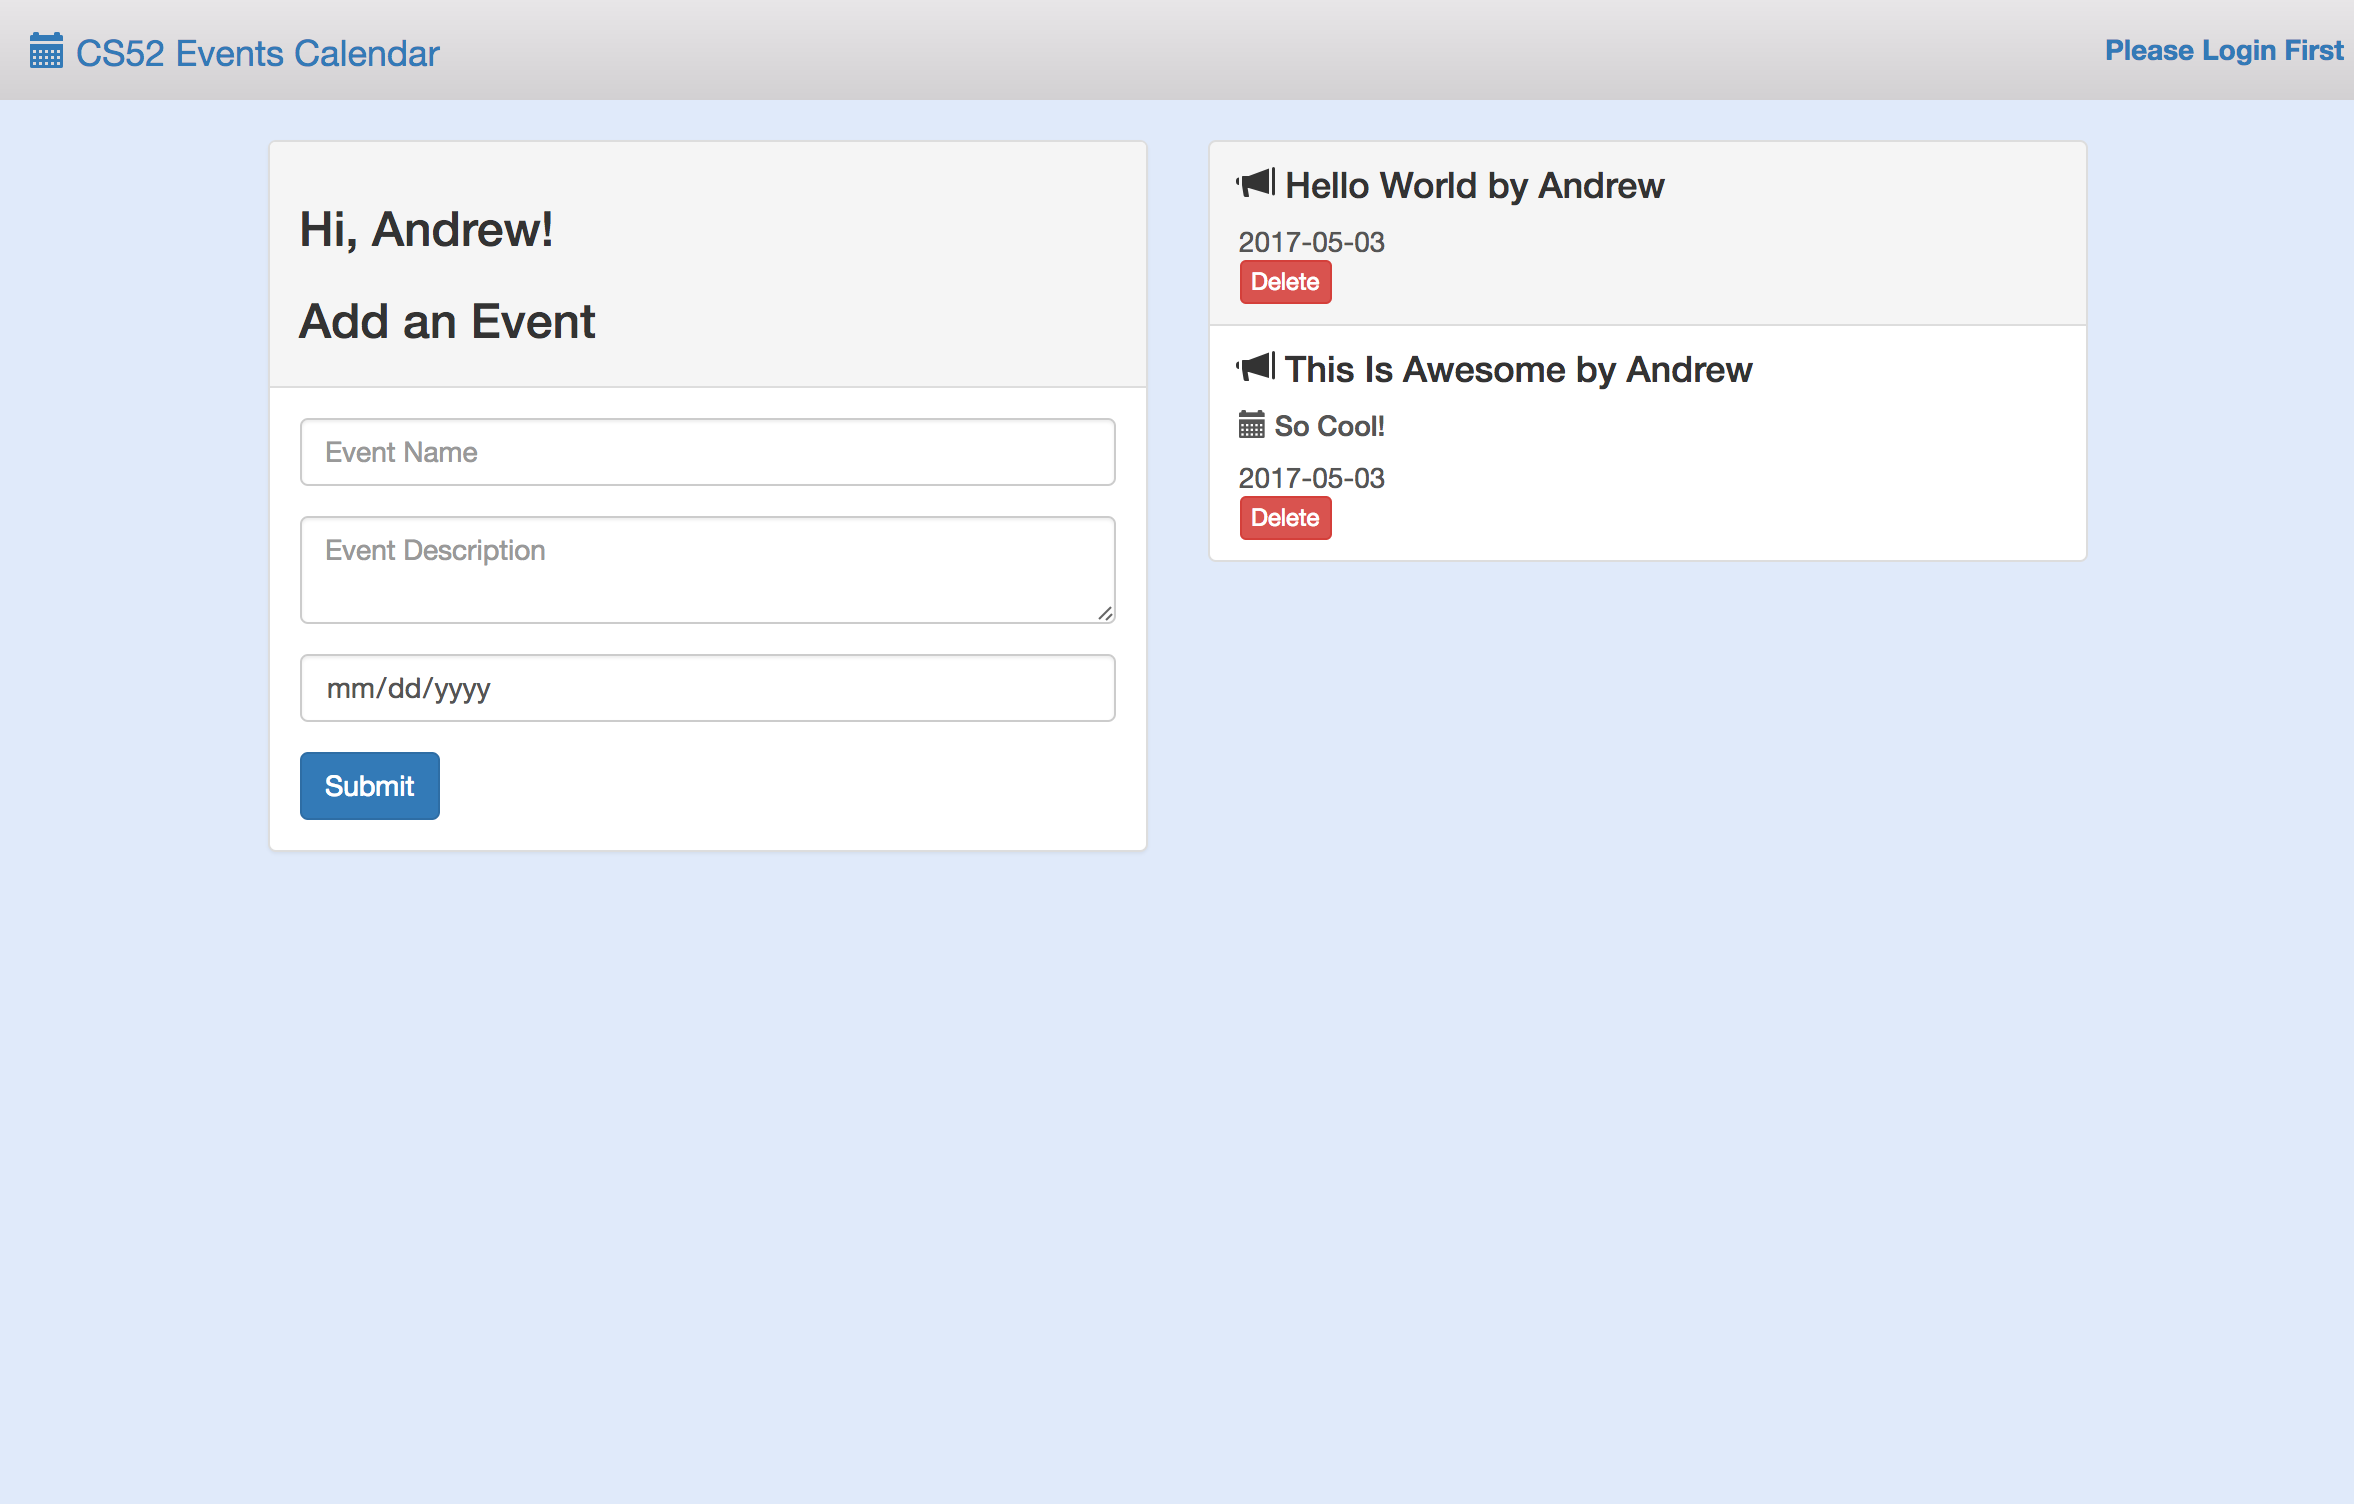 CS52 Events Calendar
Please Login First
Hi, Andrew!
Add an Event
Event Name
Event Description
mm/dd/yyyy
Submit
Hello World by Andrew
2017-05-03
Delete
This Is Awesome by Andrew
So Cool!
2017-05-03
Delete